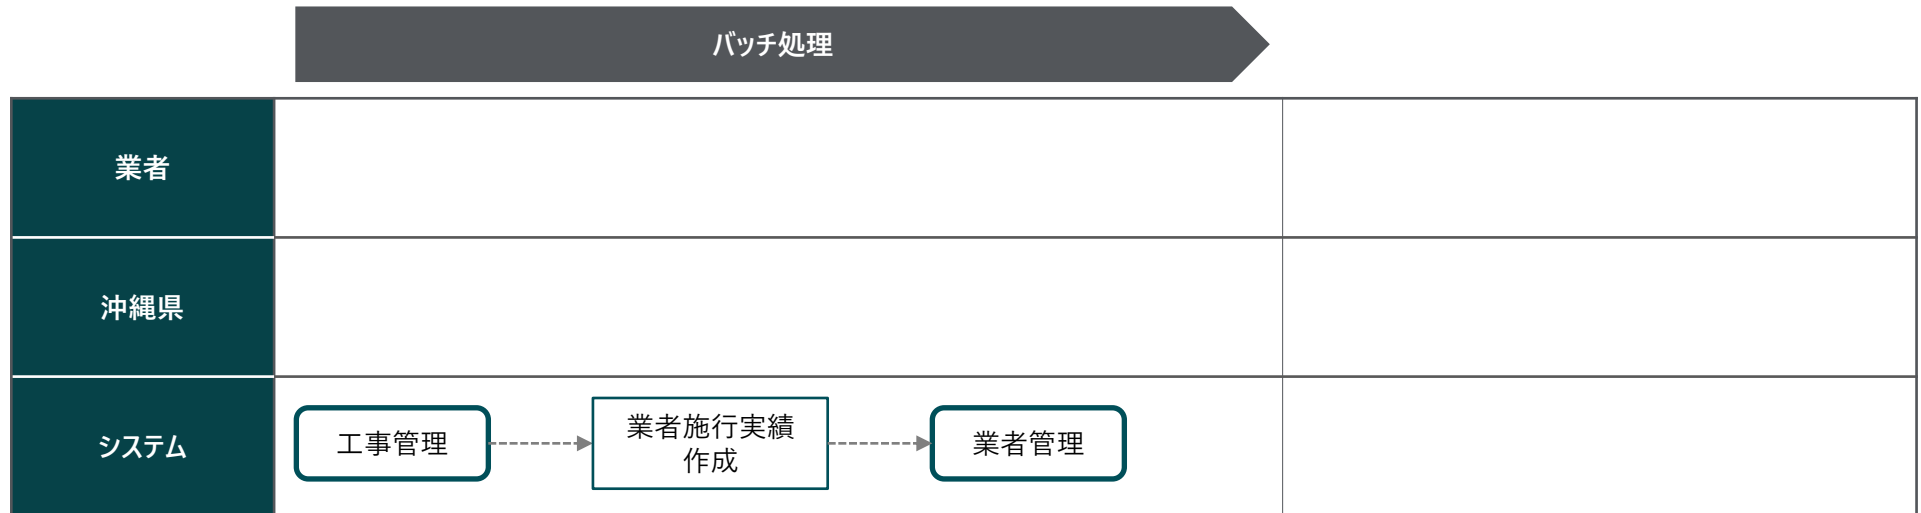 バッチ処理
業者
沖縄県
システム
工事管理
業者施行実績
作成
業者管理